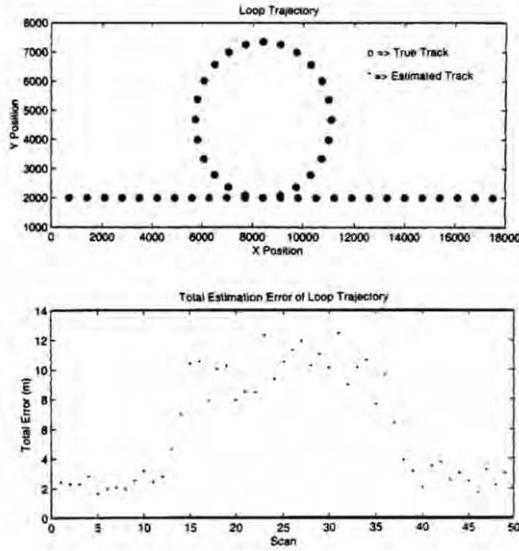 Loop Trajectory
8000
7000
6000
5000
4000
3000
2000
1000
Y Position
o => True Track
* => Estimated Track
0 2000 4000 6000 8000 10000 12000 14000 16000 18000
X Position
Total Estimation Error of Loop Trajectory
14
12
10
8
6
4
2
0
Total Error (m)
0 5 10 15 20 25 30 35 40 45 50
Scan